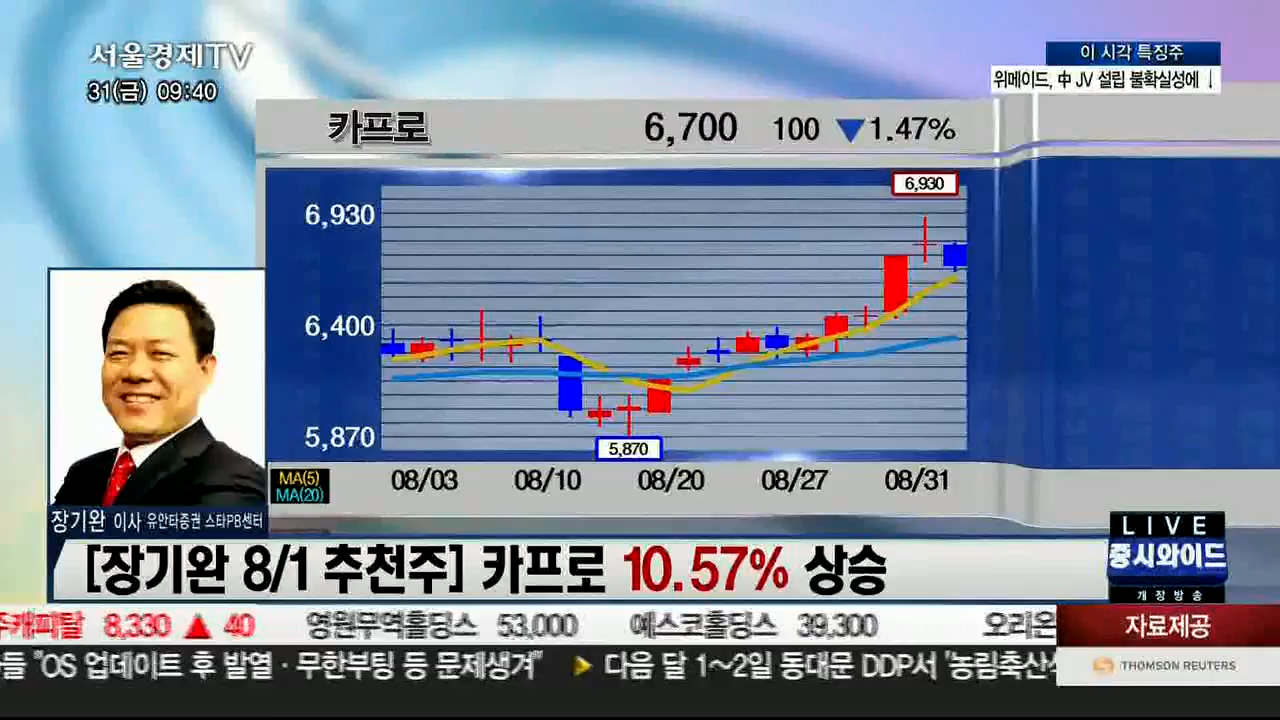 서울경제TV
31(금) 09:40
이 시각 특징주
위메이드, 中 JV 설립 불확실성에 ↓
카프로 6,700 100 ▼1.47%
6,930
6,930
6,400
5,870
5,870
MA(5)
MA(20)
08/03 08/10 08/20 08/27 08/31
장기완 이사 유안타증권 스타PB센터
LIVE
증시와이드
개장방송
[장기완 8/1 추천주] 카프로 10.57% 상승
캐피탈 8,330 ▲ 40 영원무역홀딩스 53,000 예스코홀딩스 39,300 오리온
자료제공
들 "OS 업데이트 후 발열·무한부팅 등 문제생겨" ▶ 다음 달 1~2일 동대문 DDP서 '농림축산
THOMSON REUTERS